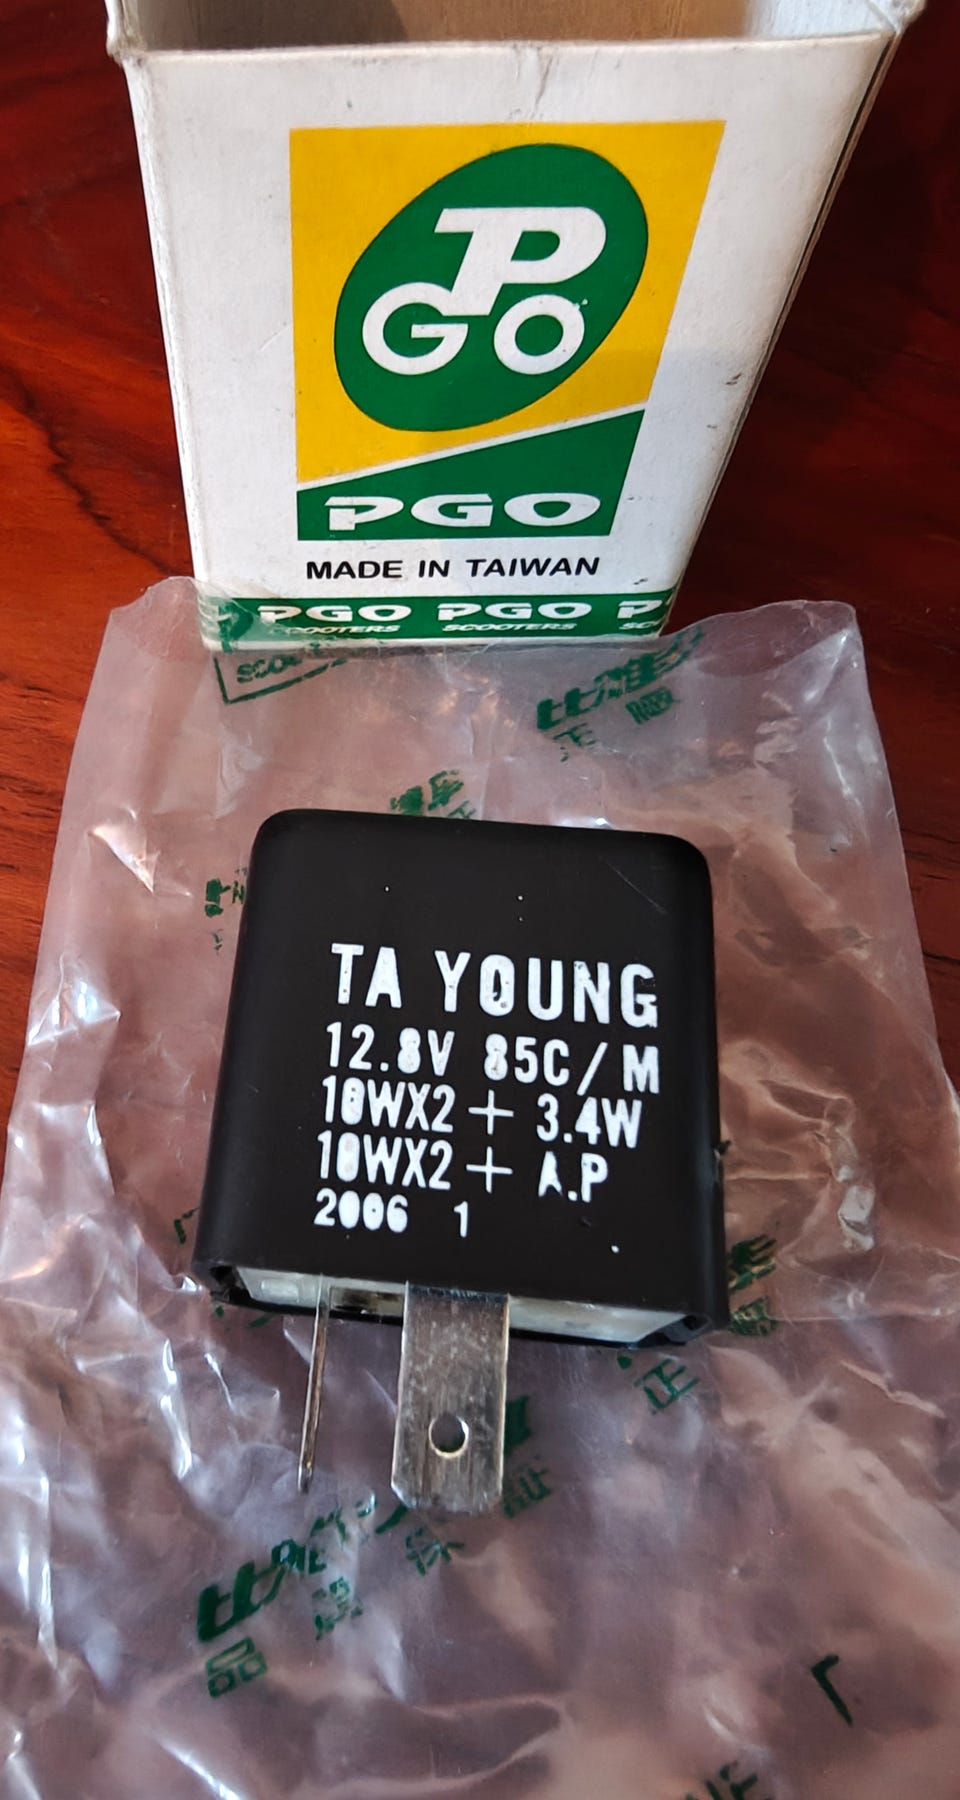 PGO
PGO
MADE IN TAIWAN
PGO PGO
SCOOTERS SCOOTERS
TA YOUNG
12.8V 85C/M
10WX2+3.4W
10WX2+A.P
2006 1
正